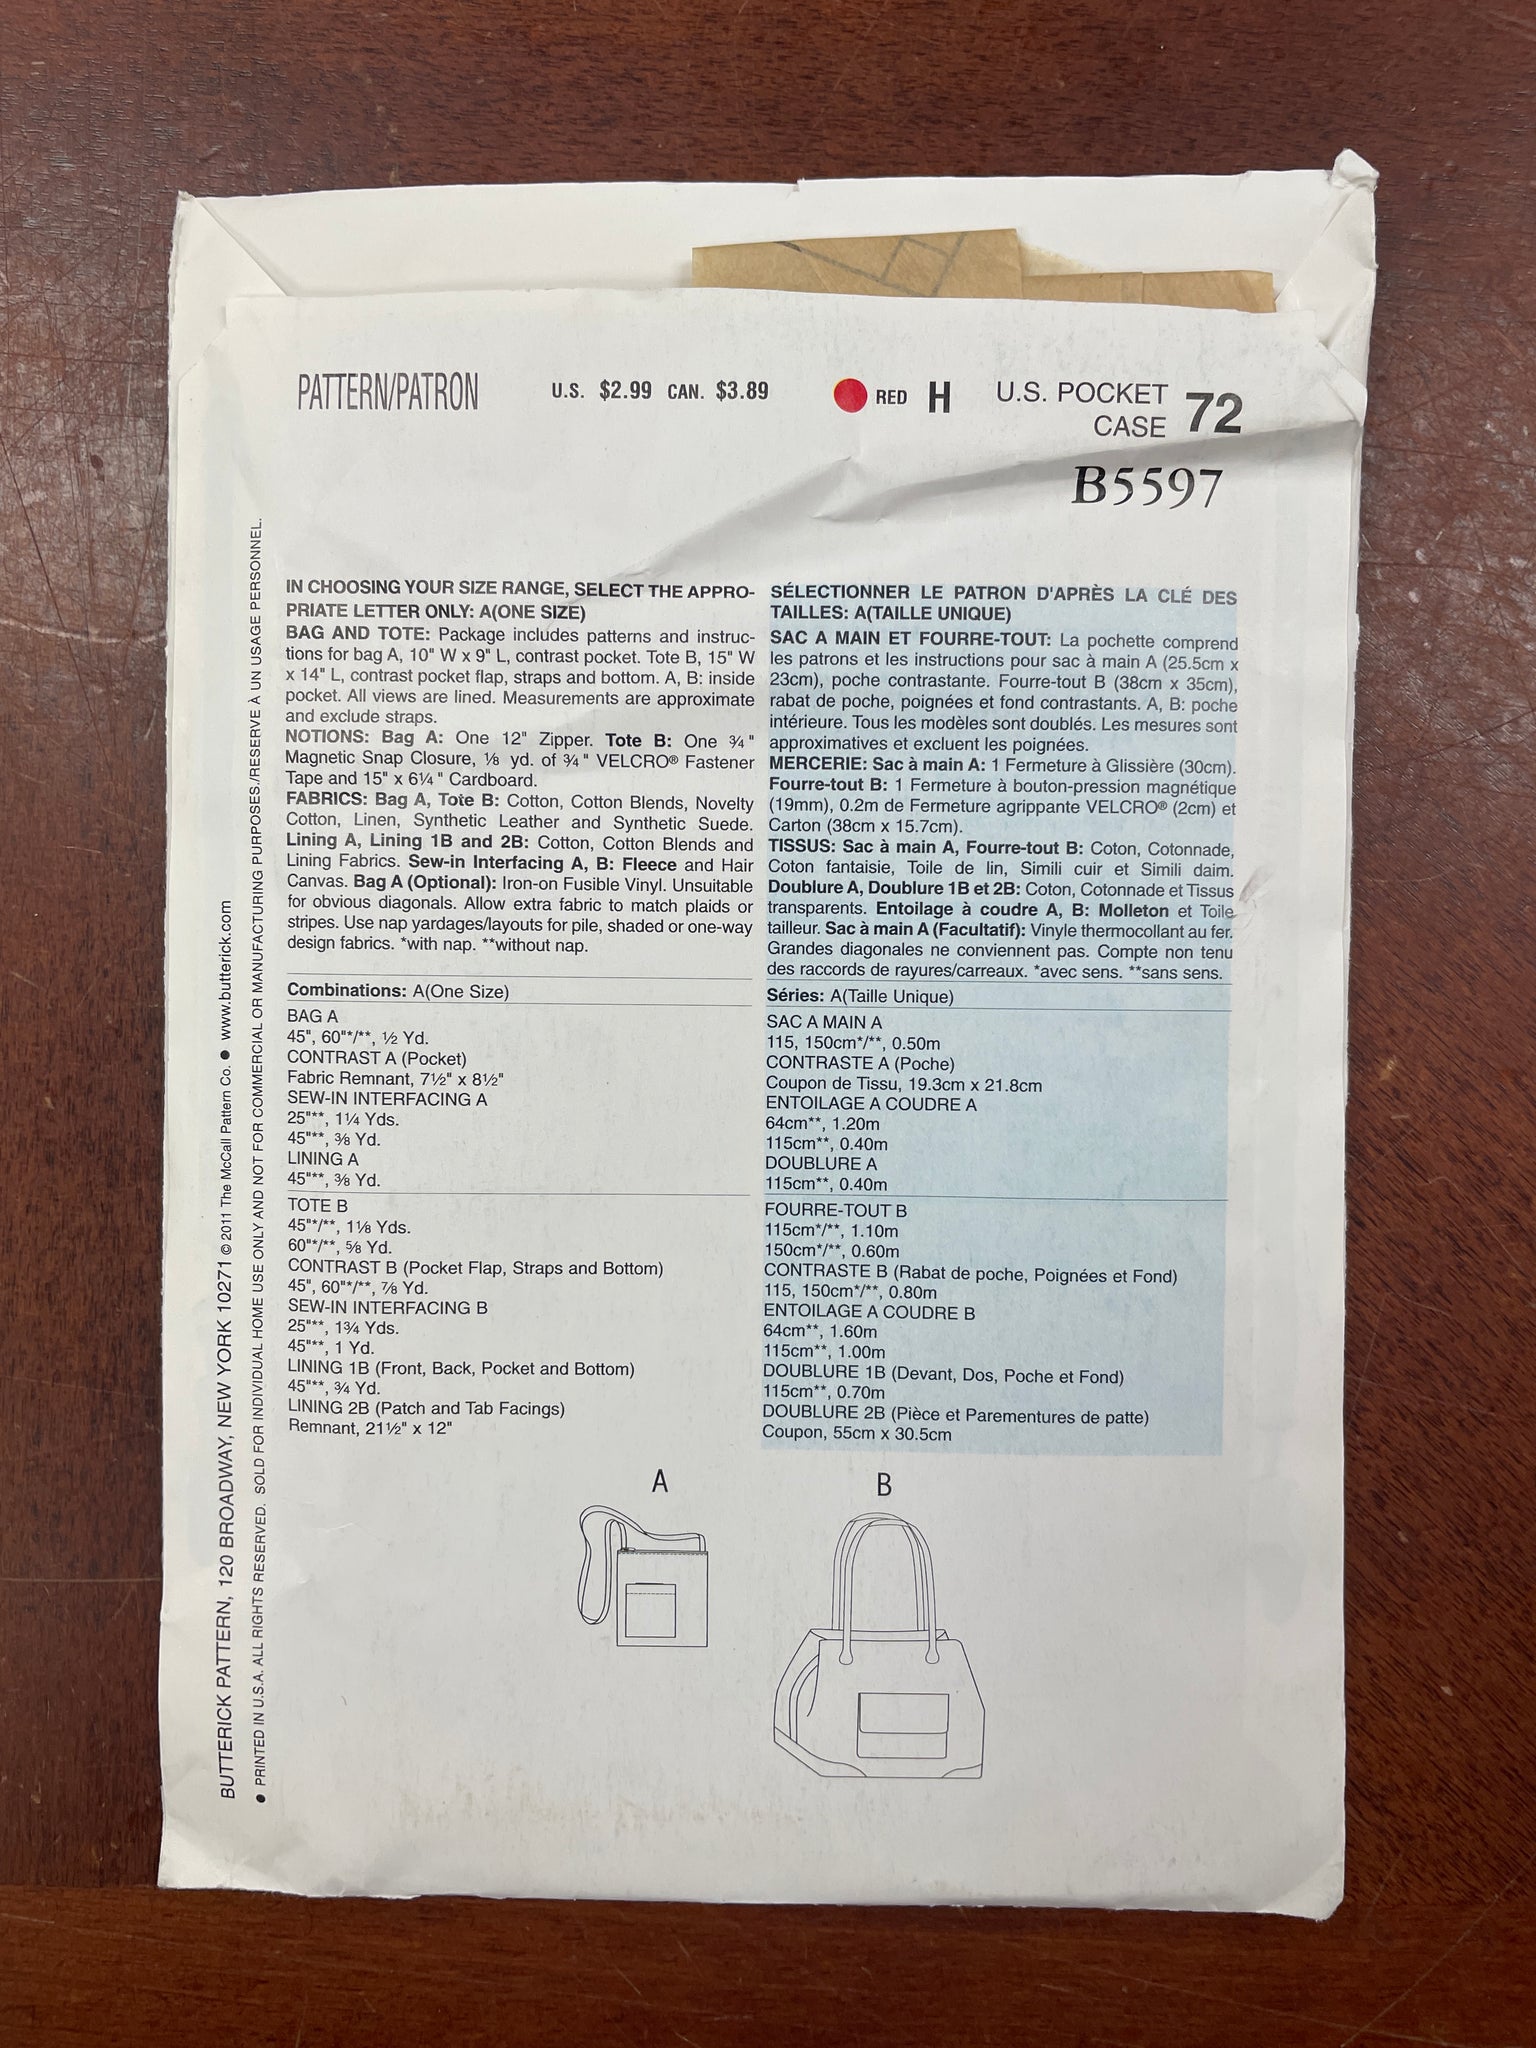 PATTERN/PATRON
U.S. $2.99 CAN. $3.89
RED H
U.S. POCKET
CASE 72
B5597
IN CHOOSING YOUR SIZE RANGE, SELECT THE APPRO-
PRIATE LETTER ONLY: A(ONE SIZE)
BAG AND TOTE: Package includes patterns and instruc-
tions for bag A, 10" W x 9" L, contrast pocket. Tote B, 15" W
x 14" L, contrast pocket flap, straps and bottom. A, B: inside
pocket. All views are lined. Measurements are approximate
and exclude straps.
NOTIONS: Bag A: One 12" Zipper. Tote B: One ¾"
Magnetic Snap Closure, ⅛ yd. of ¾" VELCRO® Fastener
Tape and 15" x 6¼" Cardboard.
FABRICS: Bag A, Tote B: Cotton, Cotton Blends, Novelty
Cotton, Linen, Synthetic Leather and Synthetic Suede.
Lining A, Lining 1B and 2B: Cotton, Cotton Blends and
Lining Fabrics. Sew-in Interfacing A, B: Fleece and Hair
Canvas. Bag A (Optional): Iron-on Fusible Vinyl. Unsuitable
for obvious diagonals. Allow extra fabric to match plaids or
stripes. Use nap yardages/layouts for pile, shaded or one-way
design fabrics. *with nap. **without nap.
Combinations: A(One Size)
BAG A
45", 60"*/**, ½ Yd.
CONTRAST A (Pocket)
Fabric Remnant, 7½" x 8½"
SEW-IN INTERFACING A
25"**, 1¼ Yds.
45"**, ⅜ Yd.
LINING A
45"**, ⅜ Yd.
TOTE B
45"*/**, 1⅛ Yds.
60"*/**, ⅝ Yd.
CONTRAST B (Pocket Flap, Straps and Bottom)
45", 60"*/**, ⅞ Yd.
SEW-IN INTERFACING B
25"**, 1¾ Yds.
45"**, 1 Yd.
LINING 1B (Front, Back, Pocket and Bottom)
45"**, ¾ Yd.
LINING 2B (Patch and Tab Facings)
Remnant, 21½" x 12"
SÉLECTIONNER LE PATRON D'APRÈS LA CLÉ DES
TAILLES: A(TAILLE UNIQUE)
SAC A MAIN ET FOURRE-TOUT: La pochette comprend
les patrons et les instructions pour sac à main A (25.5cm x
23cm), poche contrastante. Fourre-tout B (38cm x 35cm),
rabat de poche, poignées et fond contrastants. A, B: poche
intérieure. Tous les modèles sont doublés. Les mesures sont
approximatives et excluent les poignées.
MERCERIE: Sac à main A: 1 Fermeture à Glissière (30cm).
Fourre-tout B: 1 Fermeture à bouton-pression magnétique
(19mm), 0.2m de Fermeture agrippante VELCRO® (2cm) et
Carton (38cm x 15.7cm).
TISSUS: Sac à main A, Fourre-tout B: Coton, Cotonnade,
Coton fantaisie, Toile de lin, Simili cuir et Simili daim.
Doublure A, Doublure 1B et 2B: Coton, Cotonnade et Tissus
transparents. Entoilage à coudre A, B: Molleton et Toile
tailleur. Sac à main A (Facultatif): Vinyle thermocollant au fer.
Grandes diagonales ne conviennent pas. Compte non tenu
des raccords de rayures/carreaux. *avec sens. **sans sens.
Séries: A(Taille Unique)
SAC A MAIN A
115, 150cm*/**, 0.50m
CONTRASTE A (Poche)
Coupon de Tissu, 19.3cm x 21.8cm
ENTOILAGE A COUDRE A
64cm**, 1.20m
115cm**, 0.40m
DOUBLURE A
115cm**, 0.40m
FOURRE-TOUT B
115cm*/**, 1.10m
150cm*/**, 0.60m
CONTRASTE B (Rabat de poche, Poignées et Fond)
115, 150cm*/**, 0.80m
ENTOILAGE A COUDRE B
64cm**, 1.60m
115cm**, 1.00m
DOUBLURE 1B (Devant, Dos, Poche et Fond)
115cm**, 0.70m
DOUBLURE 2B (Pièce et Parementures de patte)
Coupon, 55cm x 30.5cm
A
B
BUTTERICK PATTERN, 120 BROADWAY, NEW YORK 10271 © 2011 The McCall Pattern Co. ● www.butterick.com
● PRINTED IN U.S.A. ALL RIGHTS RESERVED. SOLD FOR INDIVIDUAL HOME USE ONLY AND NOT FOR COMMERCIAL OR MANUFACTURING PURPOSES./RESERVE À UN USAGE PERSONNEL.